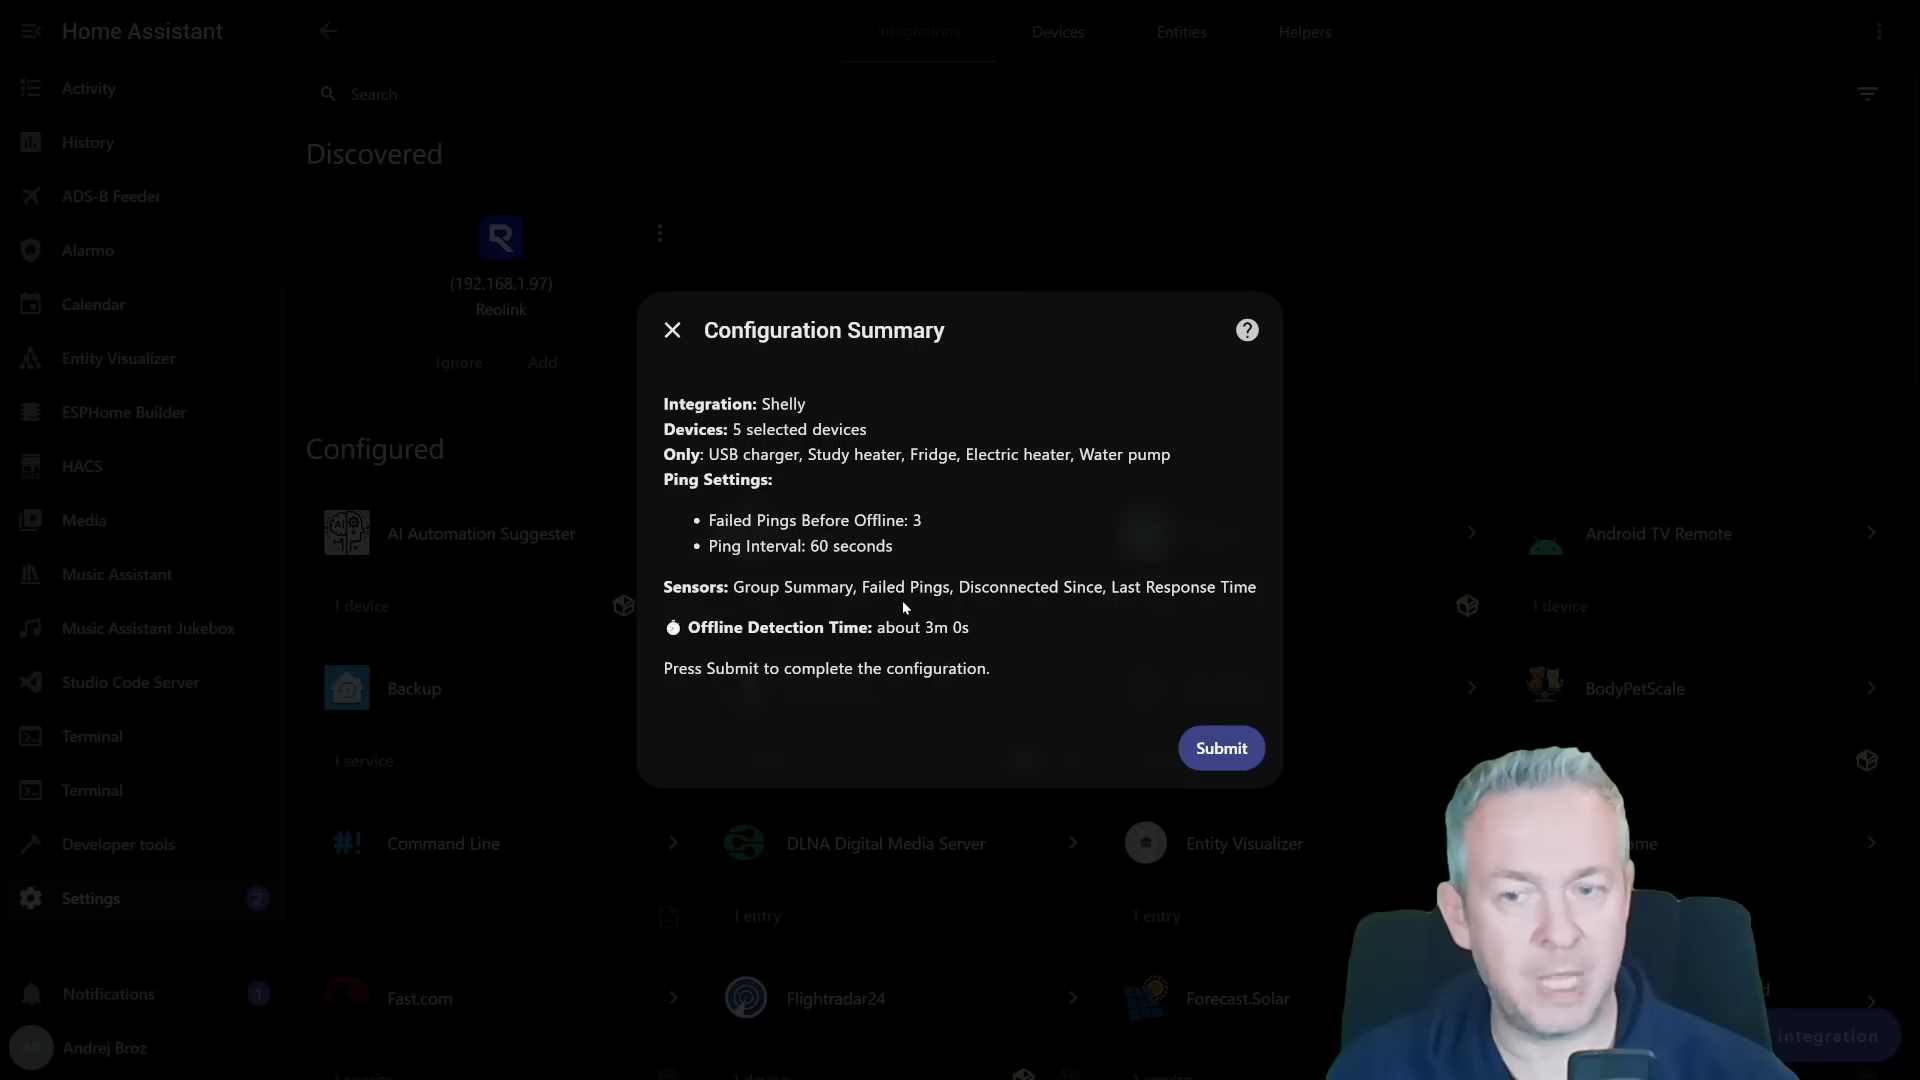 Home Assistant
Integrations
Devices
Entities
Helpers
Activity
History
ADS-B Feeder
Alarmo
Calendar
Entity Visualizer
ESPHome Builder
HACS
Media
Music Assistant
Music Assistant Jukebox
Studio Code Server
Terminal
Terminal
Developer tools
Settings
2
Notifications
1
Andrej Broz
Search
Discovered
(192.168.1.97)
Reolink
Ignore
Add
Configured
AI Automation Suggester
1 device
Android TV Remote
1 device
Backup
1 service
BodyPetScale
Command Line
DLNA Digital Media Server
1 entry
Entity Visualizer
1 entry
Fast.com
Flightradar24
Forecast.Solar
integration
Configuration Summary
Integration: Shelly
Devices: 5 selected devices
Only: USB charger, Study heater, Fridge, Electric heater, Water pump
Ping Settings:
• Failed Pings Before Offline: 3
• Ping Interval: 60 seconds
Sensors: Group Summary, Failed Pings, Disconnected Since, Last Response Time
Offline Detection Time: about 3m 0s
Press Submit to complete the configuration.
Submit